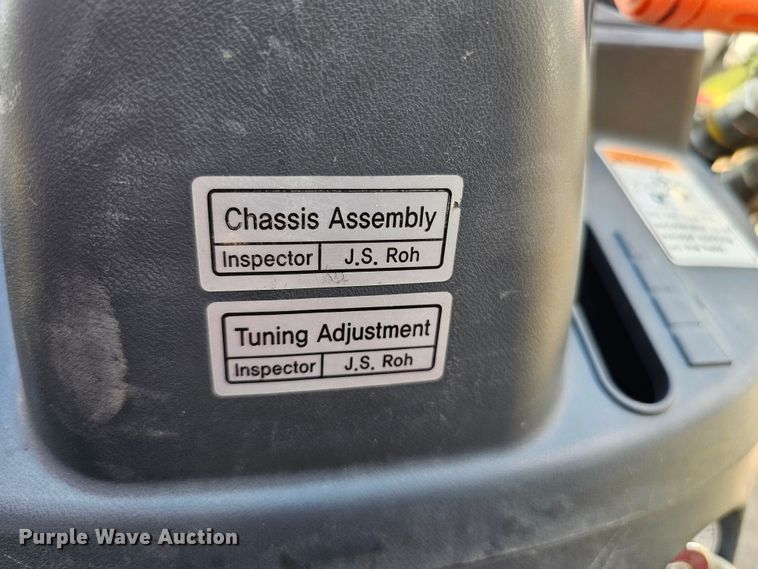 Chassis Assembly
Inspector J.S. Roh
Tuning Adjustment
Inspector J.S. Roh
Purple Wave Auction